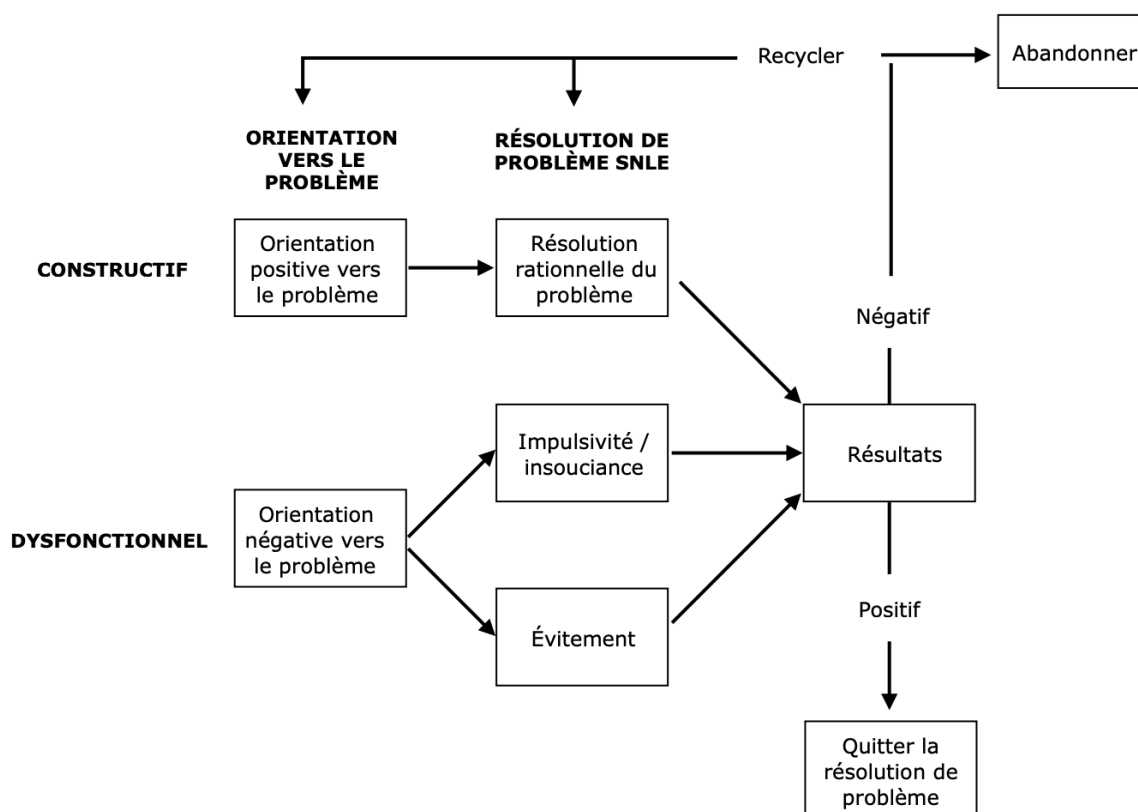 Recycler
Abandonner
ORIENTATION
VERS LE
PROBLÈME
RÉSOLUTION DE
PROBLÈME SNLE
CONSTRUCTIF
Orientation
positive vers
le problème
Résolution
rationnelle du
problème
Négatif
Impulsivité /
insouciance
Résultats
DYSFONCTIONNEL
Orientation
négative vers
le problème
Évitement
Positif
Quitter la
résolution de
problème